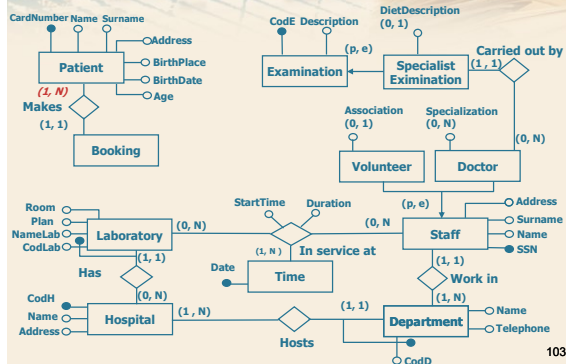 CardNumber Name Surname
Address
Patient
BirthPlace
BirthDate
(1, N)
Age
Makes
(1, 1)
Booking
DietDescription
(0, 1)
CodE Description
(p, e)
Carried out by
Examination
Specialist
Eximination
(1 , 1)
Association
(0, 1)
Specialization
(0, N)
(0, N)
Volunteer
Doctor
(p, e)
Address
Surname
Name
SSN
Staff
StartTime
Duration
Room
Plan
NameLab
CodLab
Laboratory
(0, N)
(0, N
(1, N)
In service at
(1, 1)
Has
Date
Time
(1, 1)
Work in
(0, N)
(1, N)
CodH
Name
Address
Hospital
(1 , N)
(1, 1)
Department
Name
Telephone
Hosts
CodD
103